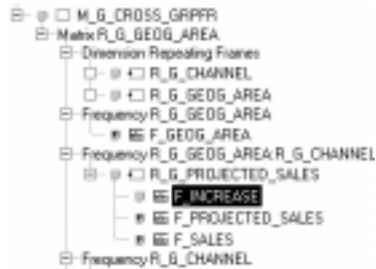 M_G_CROSS_GRPFR
Matrix R_G_GEOG_AREA
Dimension Repeating Frames
R_G_CHANNEL
R_G_GEOG_AREA
Frequency R_G_GEOG_AREA
F_GEOG_AREA
Frequency R_G_GEOG_AREA:R_G_CHANNEL
R_G_PROJECTED_SALES
F_INCREASE
F_PROJECTED_SALES
F_SALES
Frequency R_G_CHANNEL